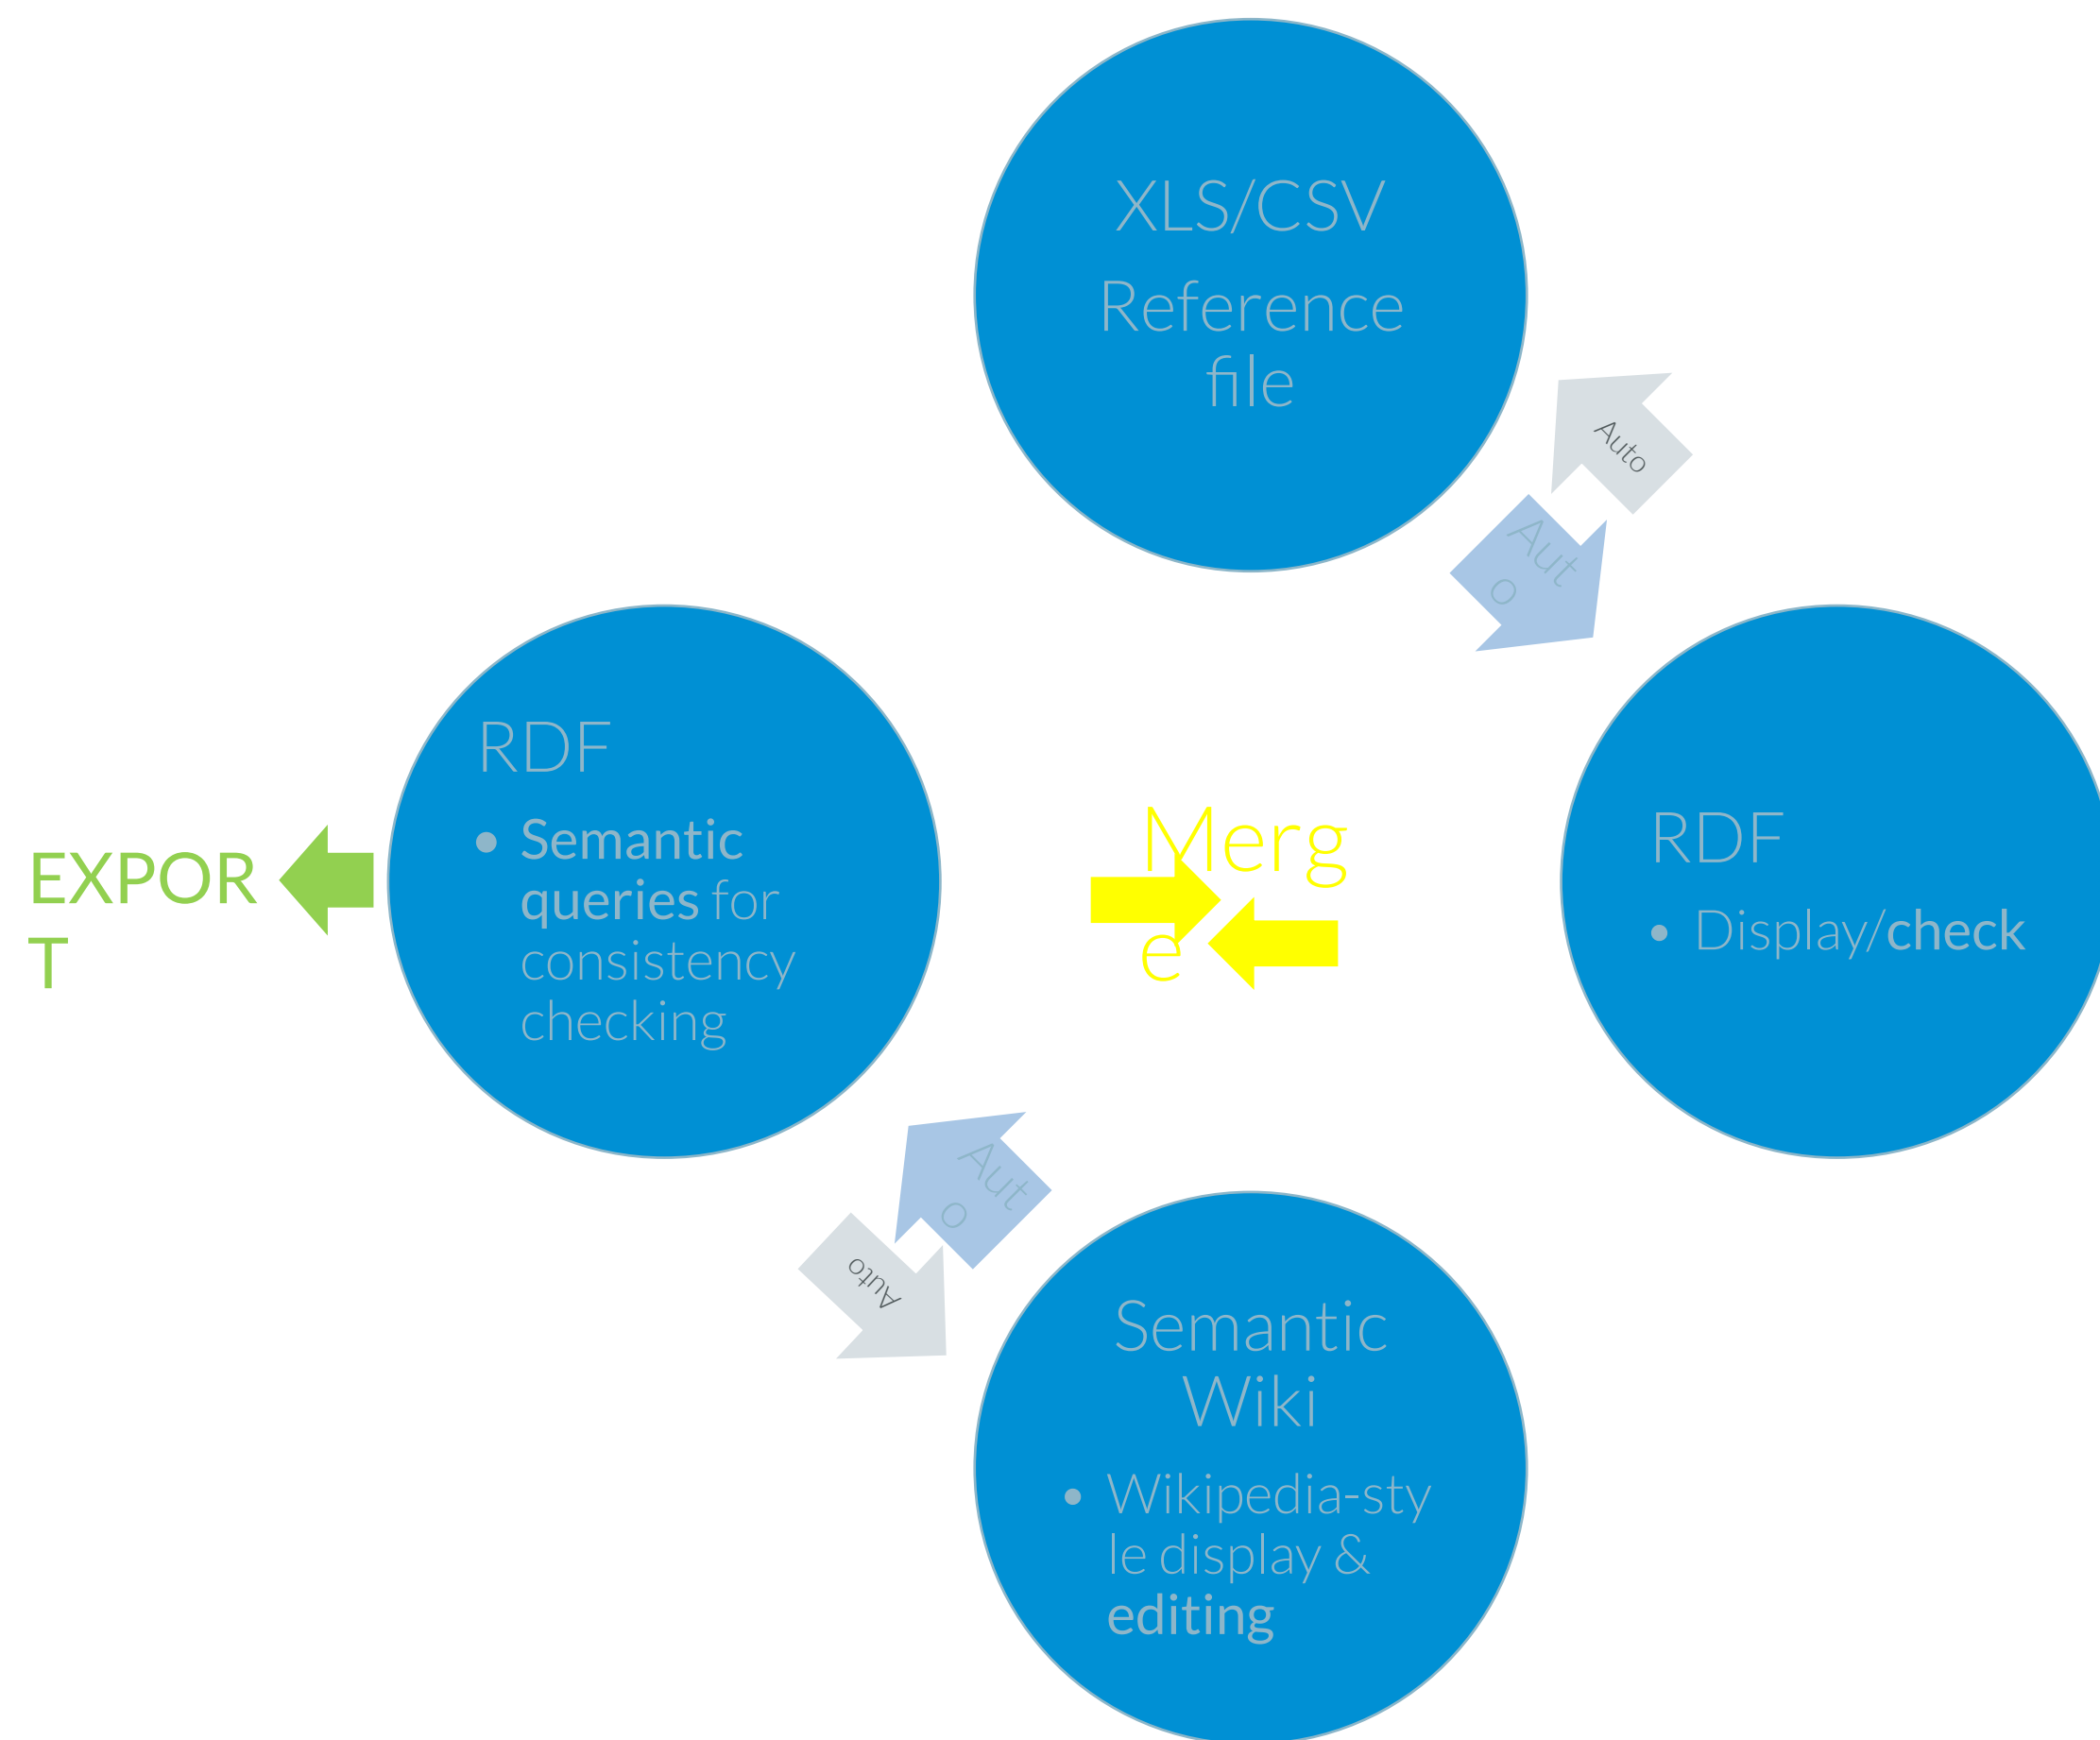 XLS/CSV
Reference
file
Auto
Aut
o
RDF
• Semantic
queries for
consistency
checking
EXPOR
T
Merg
e
RDF
• Display/check
Aut
o
Auto
Semantic
Wiki
• Wikipedia-sty
le display &
editing